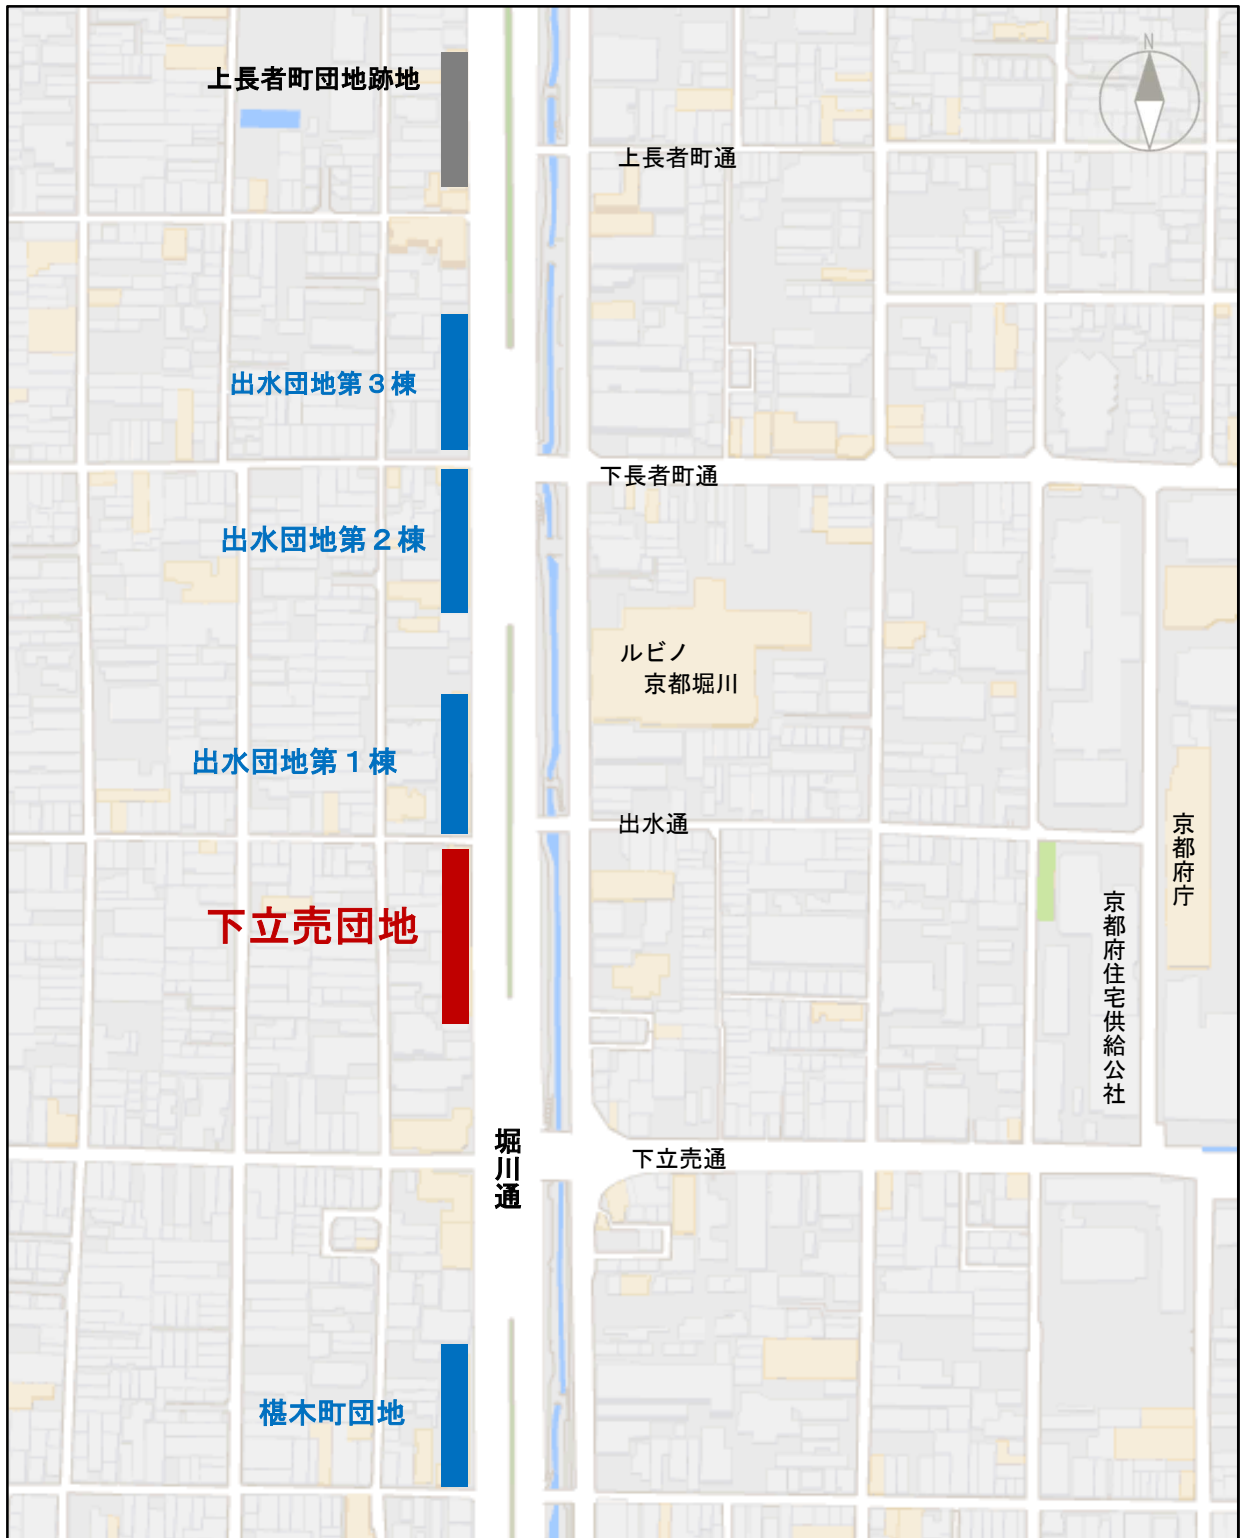 上長者町団地跡地
N
上長者町通
出水団地第３棟
下長者町通
出水団地第２棟
ルビノ
京都堀川
出水団地第１棟
出水通
京都府庁
下立売団地
京都府住宅供給公社
堀川通
下立売通
椹木町団地